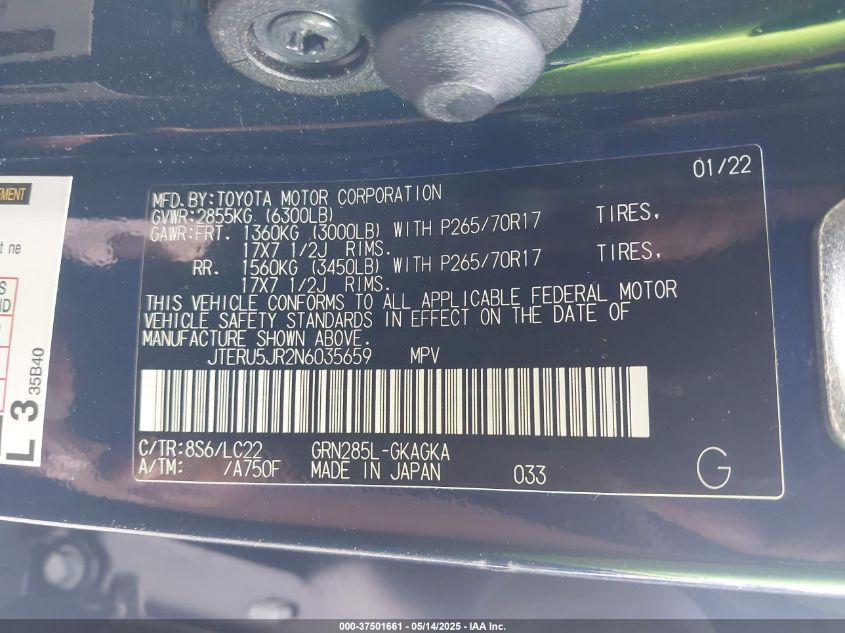 01/22
MFD. BY: TOYOTA MOTOR CORPORATION
GVWR: 2855KG (6300LB)
GAWR: FRT. 1360KG (3000LB) WITH P265/70R17 TIRES,
17X7 1/2J RIMS.
RR. 1560KG (3450LB) WITH P265/70R17 TIRES,
17X7 1/2J RIMS.
THIS VEHICLE CONFORMS TO ALL APPLICABLE FEDERAL MOTOR
VEHICLE SAFETY STANDARDS IN EFFECT ON THE DATE OF
MANUFACTURE SHOWN ABOVE.
JTERU5JR2N6035659 MPV
C/TR: 8S6/LC22 GRN285L-GKAGKA
A/TM: /A750F MADE IN JAPAN 033 G
EMENT
t ne
S
ND
L 3 35B40
000-37501661 | 05/14/2025 | IAA Inc.